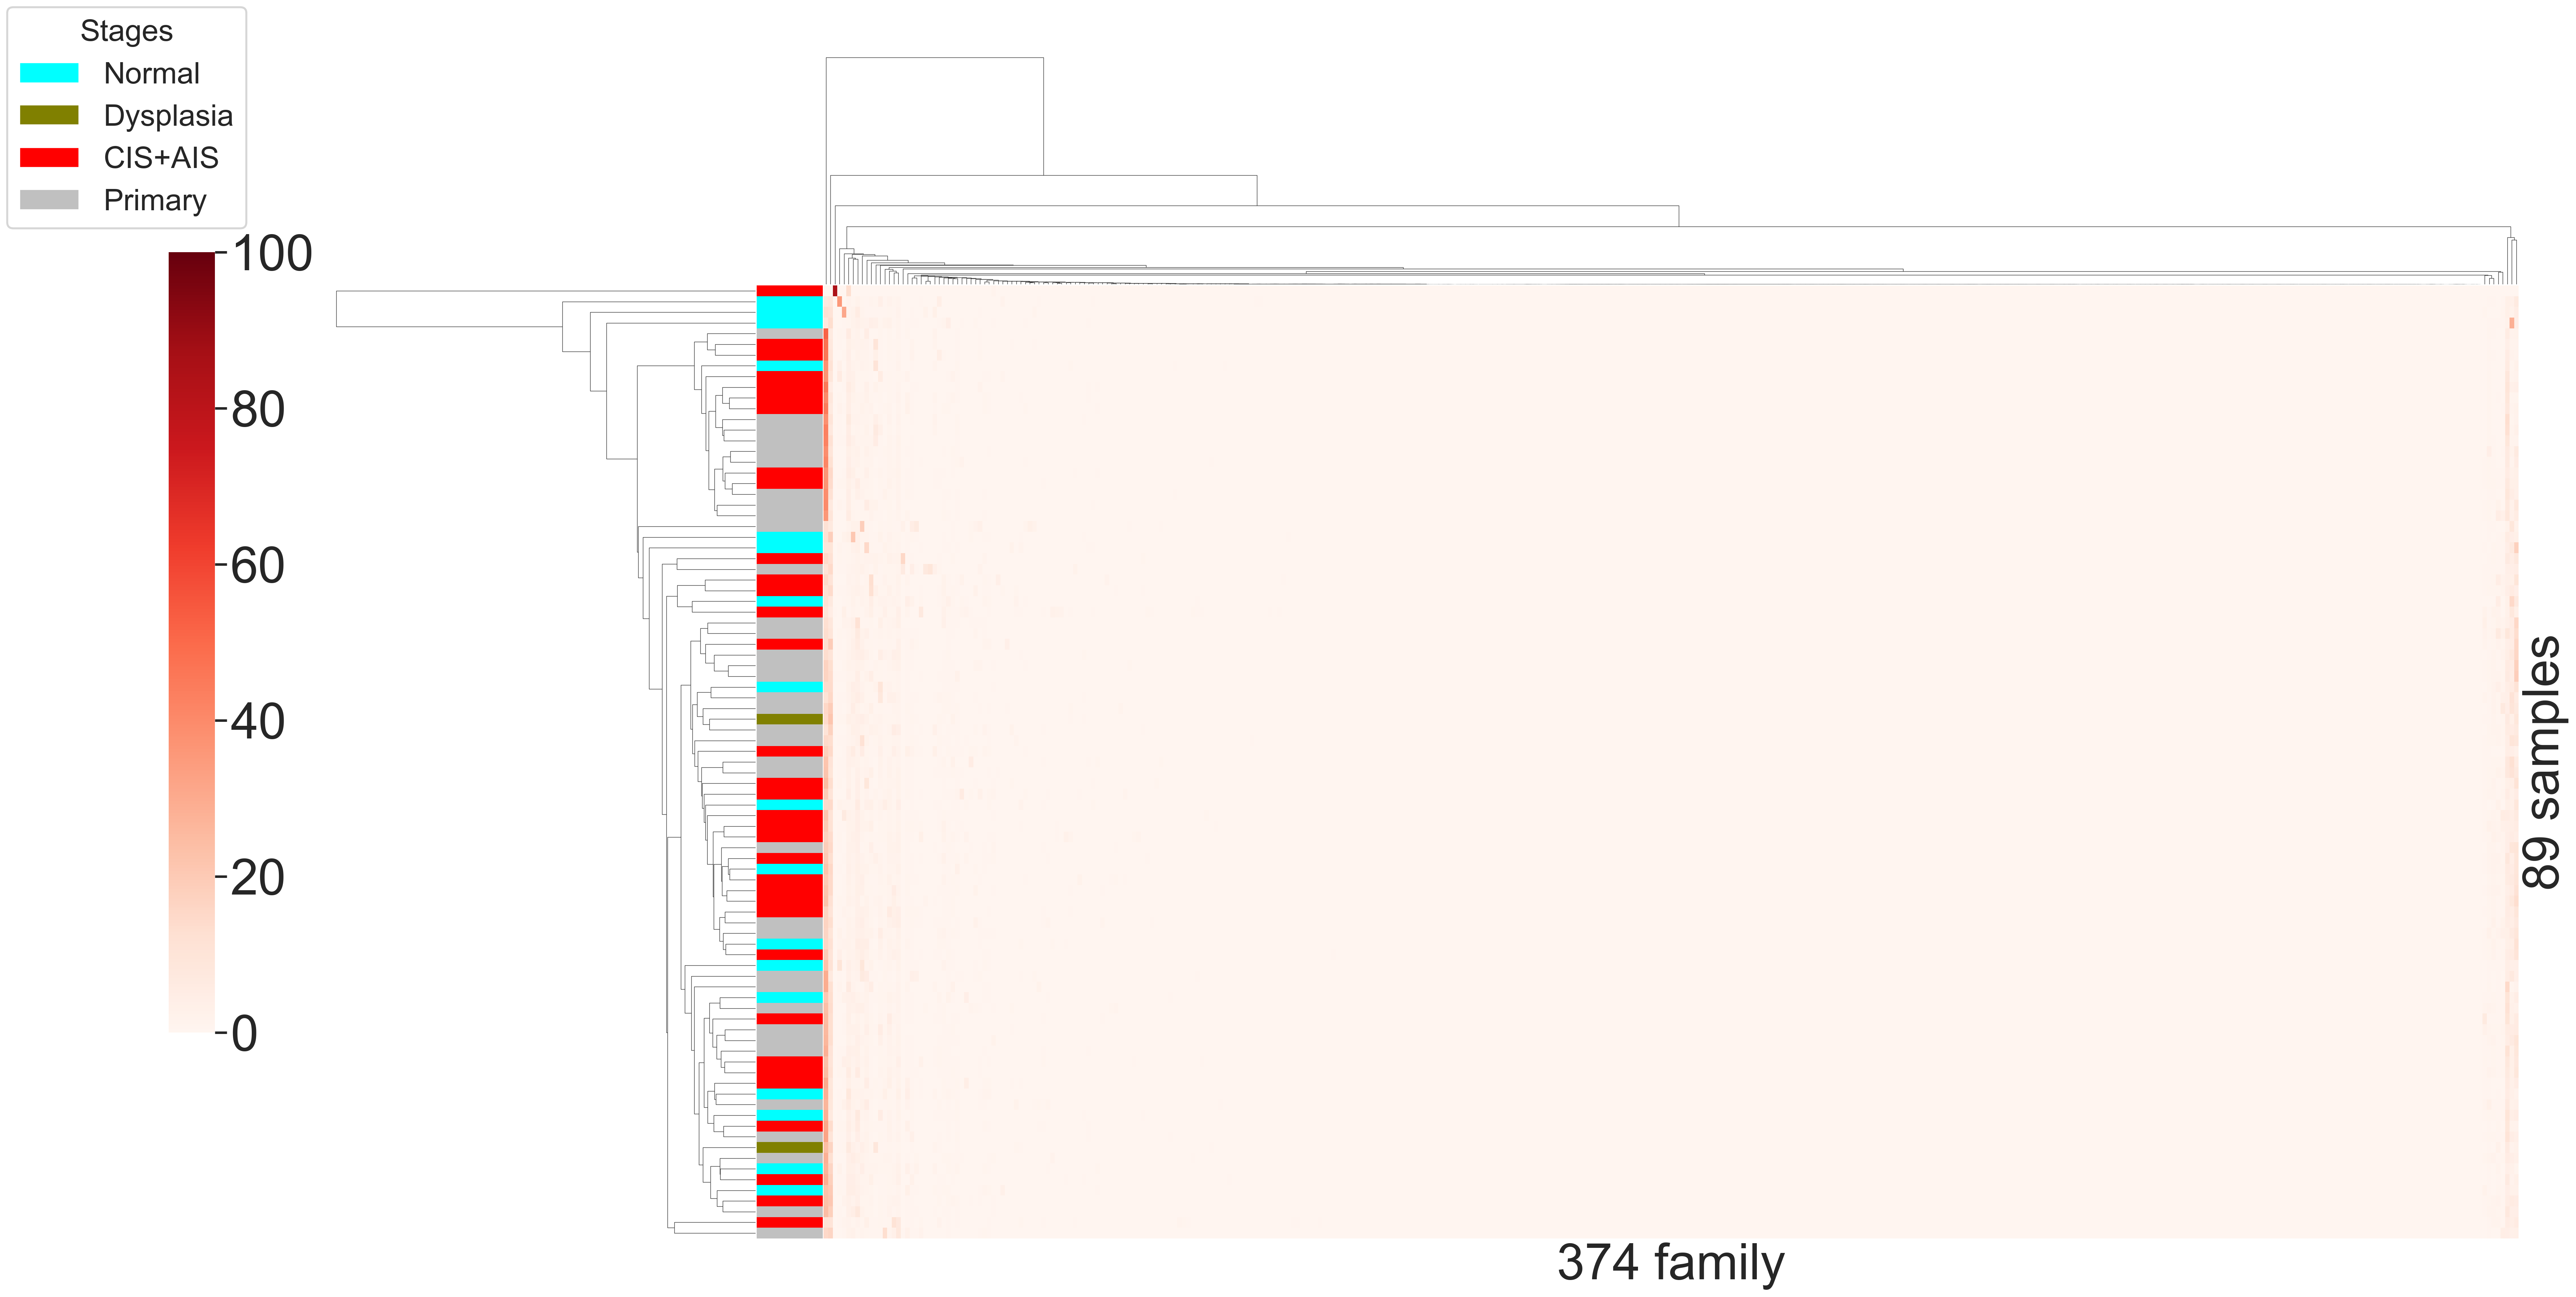 Stages
Normal
Dysplasia
CIS+AIS
Primary
100
80
60
40
20
0
89 samples
374 family